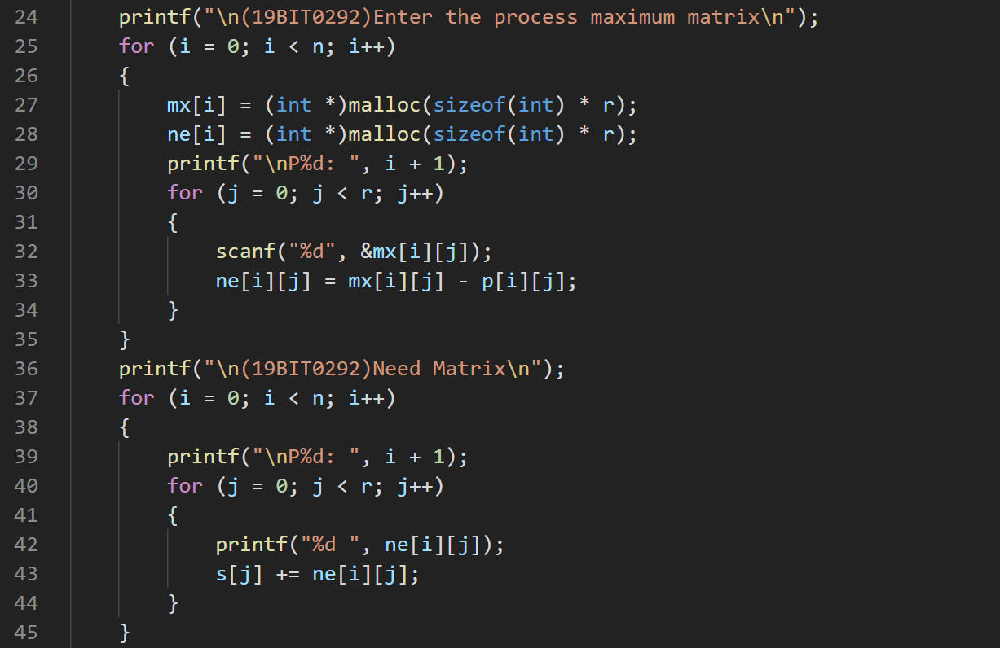 24 printf("\n(19BIT0292)Enter the process maximum matrix\n");
25 for (i = 0; i < n; i++)
26 {
27 mx[i] = (int *)malloc(sizeof(int) * r);
28 ne[i] = (int *)malloc(sizeof(int) * r);
29 printf("\nP%d: ", i + 1);
30 for (j = 0; j < r; j++)
31 {
32 scanf("%d", &mx[i][j]);
33 ne[i][j] = mx[i][j] - p[i][j];
34 }
35 }
36 printf("\n(19BIT0292)Need Matrix\n");
37 for (i = 0; i < n; i++)
38 {
39 printf("\nP%d: ", i + 1);
40 for (j = 0; j < r; j++)
41 {
42 printf("%d ", ne[i][j]);
43 s[j] += ne[i][j];
44 }
45 }